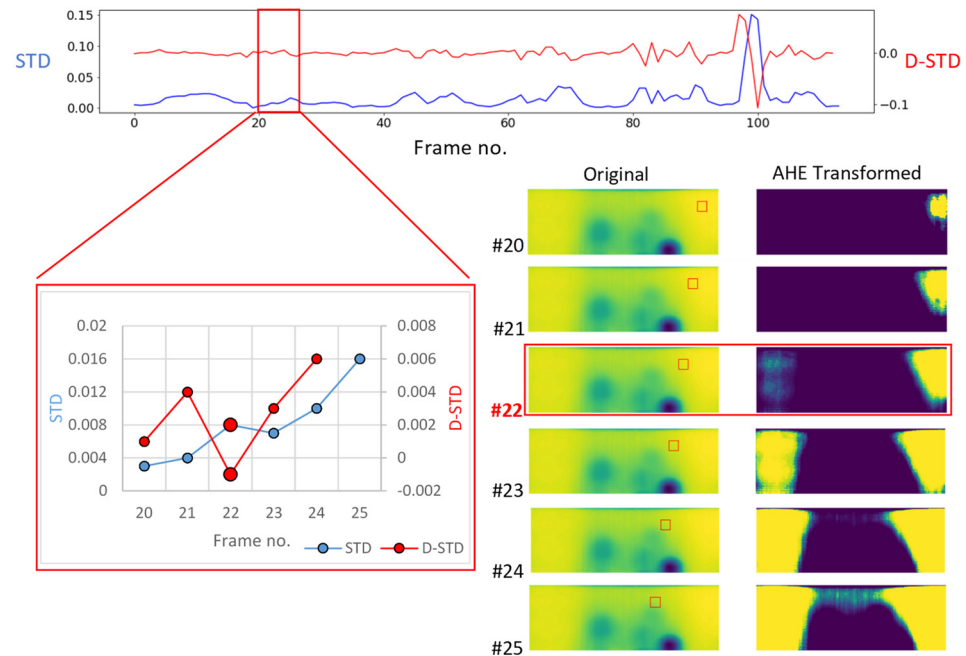 0.15
0.10
0.05
0.00
STD
0.0
−0.1
D-STD
0 20 40 60 80 100
Frame no.
Original AHE Transformed
#20
#21
#22
#23
#24
#25
0.02
0.016
0.012
0.008
0.004
0
STD
0.008
0.006
0.004
0.002
0
-0.002
D-STD
20 21 22 23 24 25
Frame no.
STD D-STD